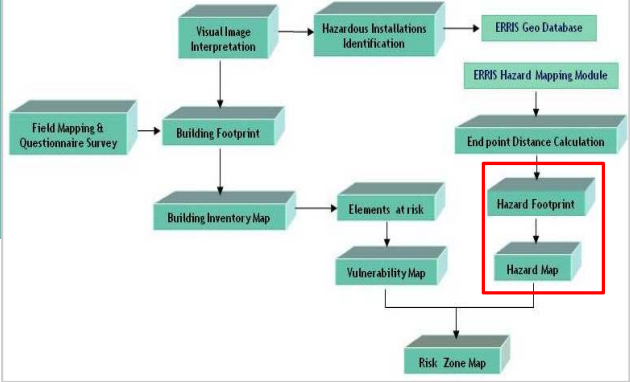 Visual Image
Interpretation
Hazardous Installations
Identification
ERRIS Geo Database
ERRIS Hazard Mapping Module
Field Mapping &
Questionnaire Survey
Building Footprint
End point Distance Calculation
Hazard Footprint
Building Inventory Map
Elements at risk
Vulnerability Map
Hazard Map
Risk Zone Map